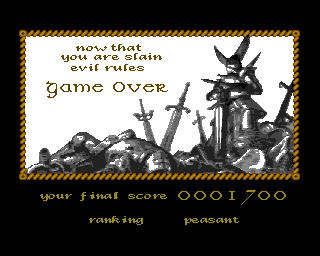 now that
you are slain
evil rules
game over
your final score 0001700
ranking peasant